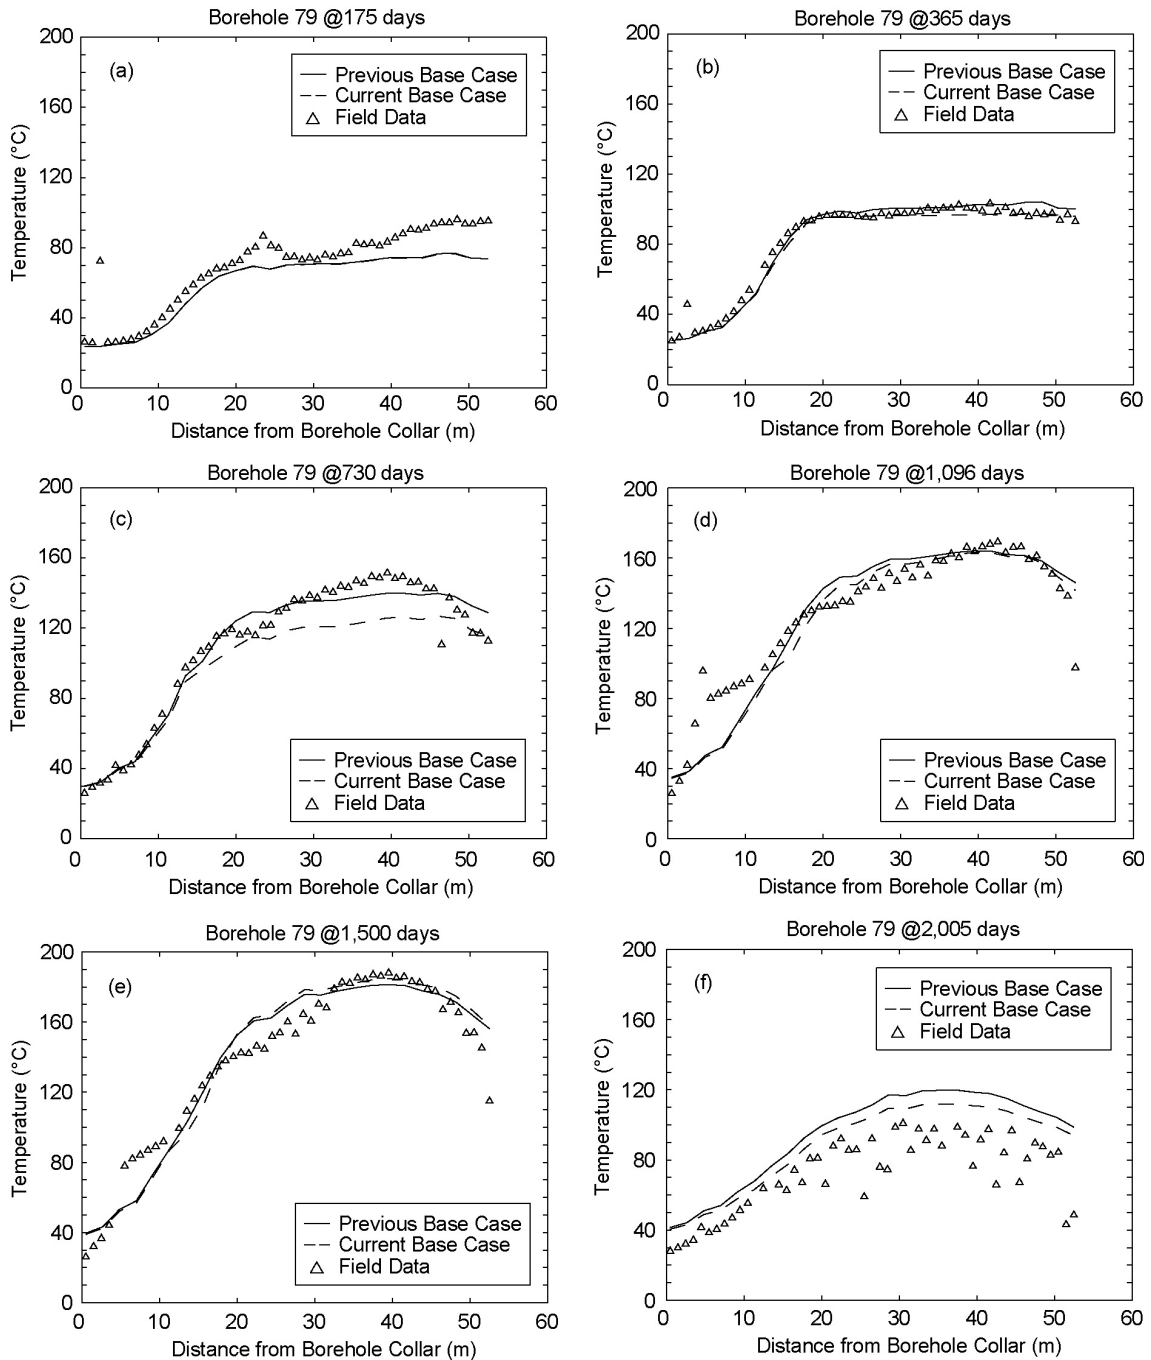 Borehole 79 @175 days
(a)
Previous Base Case
Current Base Case
Field Data
Temperature (°C)
200
160
120
80
40
0
0 10 20 30 40 50 60
Distance from Borehole Collar (m)
Borehole 79 @365 days
(b)
Previous Base Case
Current Base Case
Field Data
Temperature (°C)
200
160
120
80
40
0
0 10 20 30 40 50 60
Distance from Borehole Collar (m)
Borehole 79 @730 days
(c)
Temperature (°C)
200
160
120
80
40
0
Previous Base Case
Current Base Case
Field Data
0 10 20 30 40 50 60
Distance from Borehole Collar (m)
Borehole 79 @1,096 days
(d)
Temperature (°C)
200
160
120
80
40
0
Previous Base Case
Current Base Case
Field Data
0 10 20 30 40 50 60
Distance from Borehole Collar (m)
Borehole 79 @1,500 days
(e)
Temperature (°C)
200
160
120
80
40
0
Previous Base Case
Current Base Case
Field Data
0 10 20 30 40 50 60
Distance from Borehole Collar (m)
Borehole 79 @2,005 days
(f)
Previous Base Case
Current Base Case
Field Data
Temperature (°C)
200
160
120
80
40
0
0 10 20 30 40 50 60
Distance from Borehole Collar (m)